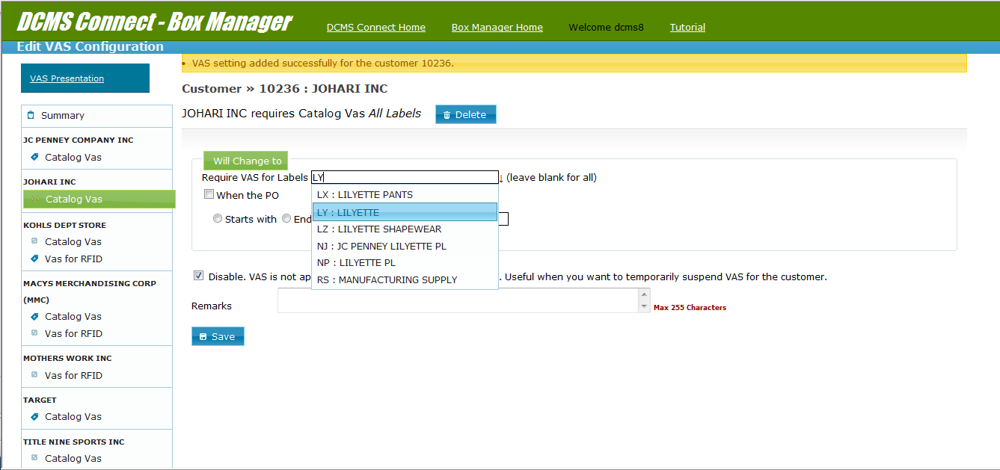 DCMS Connect - Box Manager
DCMS Connect Home Box Manager Home Welcome dcms8 Tutorial
Edit VAS Configuration
VAS Presentation
Summary
JC PENNEY COMPANY INC
Catalog Vas
JOHARI INC
Catalog Vas
KOHLS DEPT STORE
Catalog Vas
Vas for RFID
MACYS MERCHANDISING CORP
(MMC)
Catalog Vas
Vas for RFID
MOTHERS WORK INC
Vas for RFID
TARGET
Catalog Vas
TITLE NINE SPORTS INC
Catalog Vas
• VAS setting added successfully for the customer 10236.
Customer » 10236 : JOHARI INC
JOHARI INC requires Catalog Vas All Labels Delete
Will Change to
Require VAS for Labels LY ↓ (leave blank for all)
LX : LILYETTE PANTS
LY : LILYETTE
LZ : LILYETTE SHAPEWEAR
NJ : JC PENNEY LILYETTE PL
NP : LILYETTE PL
RS : MANUFACTURING SUPPLY
When the PO
Starts with End
Disable. VAS is not ap . Useful when you want to temporarily suspend VAS for the customer.
Remarks Max 255 Characters
Save